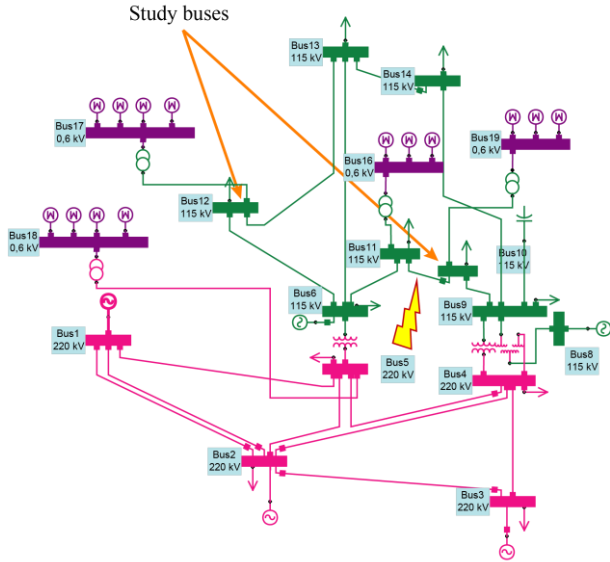 Study buses
Bus13
115 kV
Bus14
115 kV
Bus17
0,6 kV
Bus16
0,6 kV
Bus19
0,6 kV
Bus12
115 kV
Bus18
0,6 kV
Bus11
115 kV
Bus10
115 kV
Bus6
115 kV
Bus9
115 kV
Bus1
220 kV
Bus5
220 kV
Bus8
115 kV
Bus4
220 kV
Bus2
220 kV
Bus3
220 kV